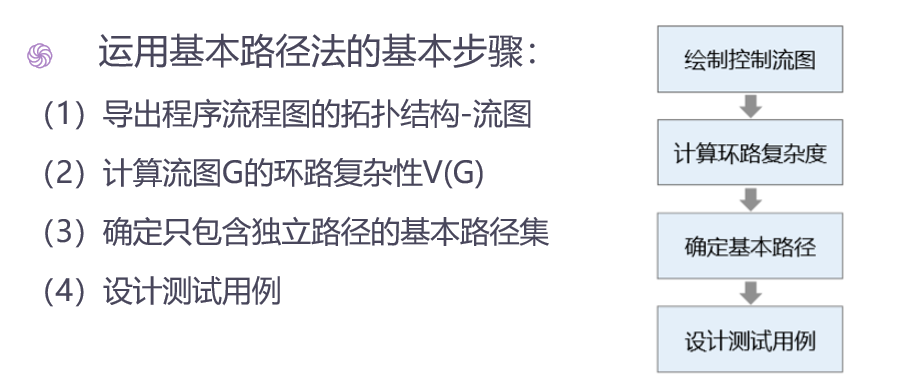 运用基本路径法的基本步骤：
（1）导出程序流程图的拓扑结构-流图
（2）计算流图G的环路复杂性V(G)
（3）确定只包含独立路径的基本路径集
（4）设计测试用例
绘制控制流图
计算环路复杂度
确定基本路径
设计测试用例